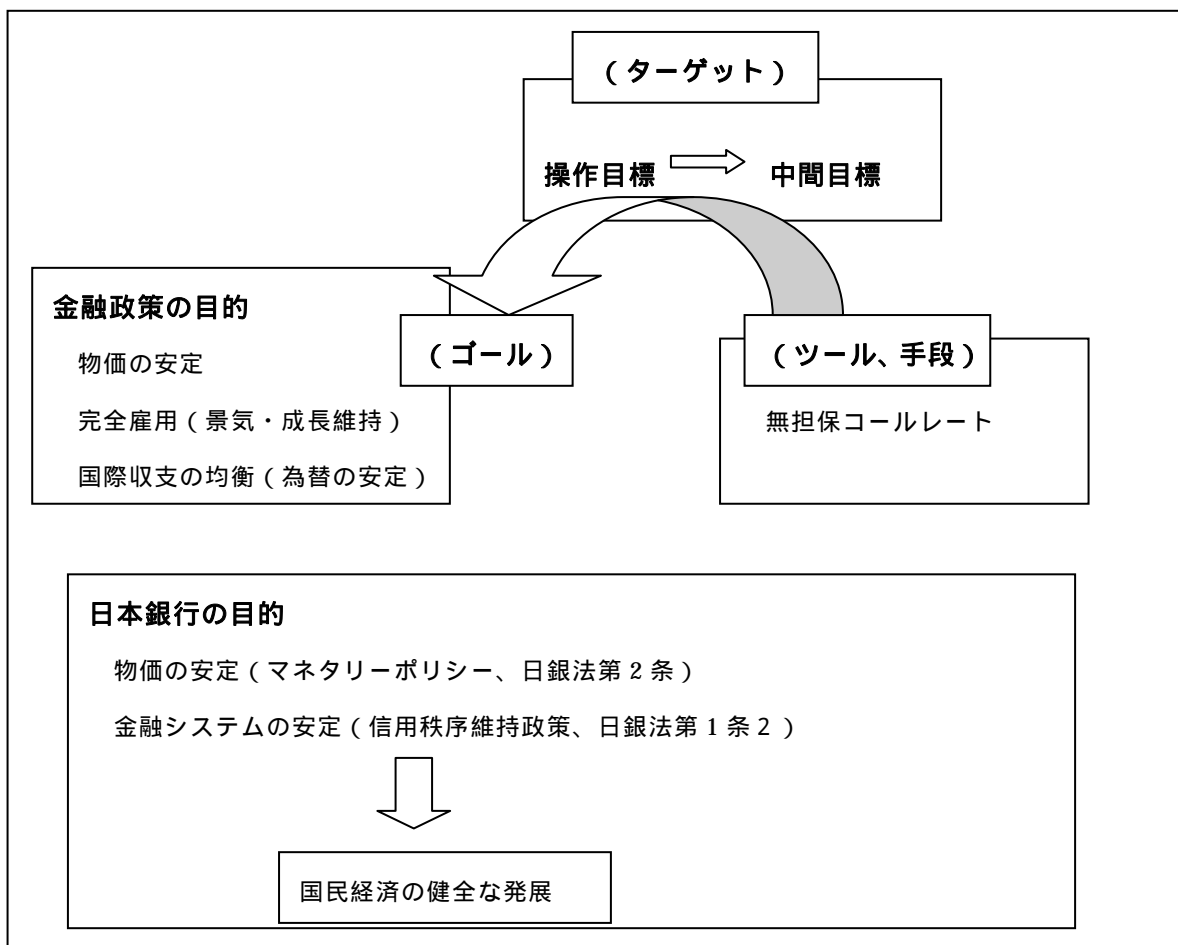 （ターゲット）
操作目標 中間目標
金融政策の目的
物価の安定
完全雇用（景気・成長維持）
国際収支の均衡（為替の安定）
（ゴール）
（ツール、手段）
無担保コールレート
日本銀行の目的
物価の安定（マネタリーポリシー、日銀法第２条）
金融システムの安定（信用秩序維持政策、日銀法第１条２）
国民経済の健全な発展